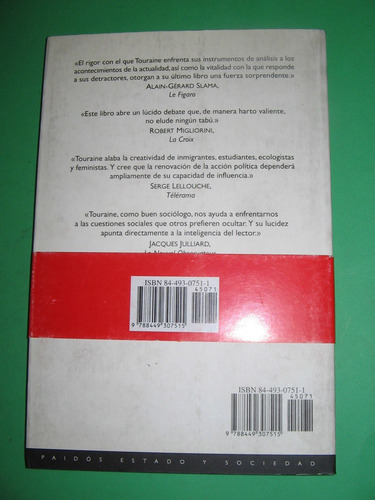 «El rigor con el que Touraine enfrenta sus instrumentos de análisis a los
acontecimientos de la actualidad, así como la vitalidad con la que responde
a sus detractores, otorgan a su último libro una fuerza sorprendente.»
ALAIN-GÉRARD SLAMA,
Le Figaro
«Este libro abre un lúcido debate que, de manera harto valiente,
no elude ningún tabú.»
ROBERT MIGLIORINI,
La Croix
«Touraine alaba la creatividad de inmigrantes, estudiantes, ecologistas
y feministas. Y cree que la renovación de la acción política dependerá
ampliamente de su capacidad de influencia.»
SERGE LELLOUCHE,
Télérama
«Touraine, como buen sociólogo, nos ayuda a enfrentarnos
a las cuestiones sociales que otros prefieren ocultar. Y su lucidez
apunta directamente a la inteligencia del lector.»
JACQUES JULLIARD,
ISBN 84-493-0751-1
45071
9 788449 307515
ISBN 84-493-0751-1
45071
9 788449 307515
PAIDÓS ESTADO Y SOCIEDAD